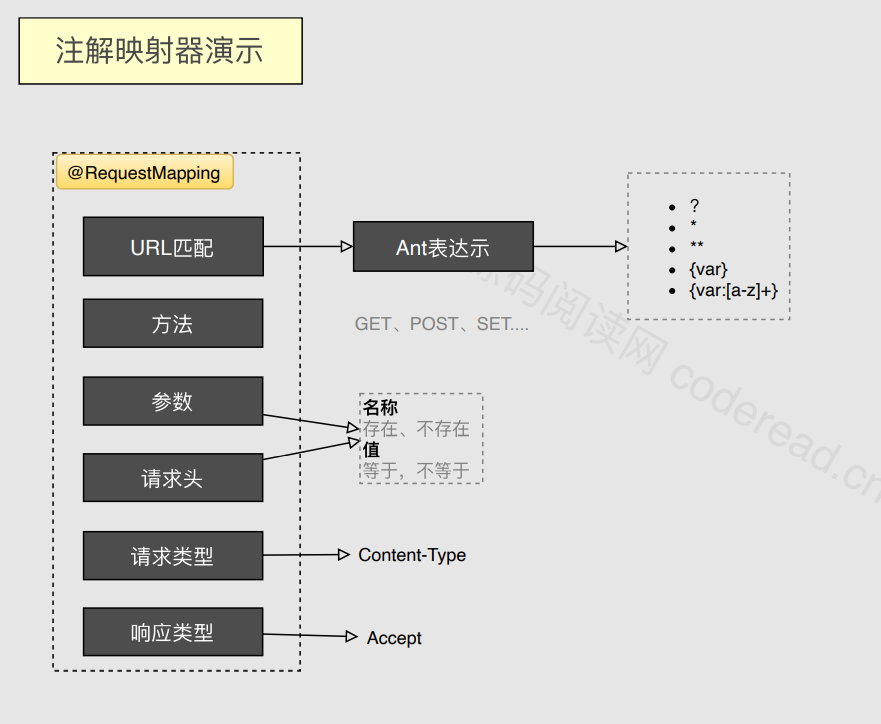 注解映射器演示
@RequestMapping
URL匹配
Ant表达示
?
*
**
{var}
{var:[a-z]+}
方法
GET、POST、SET....
参数
名称
存在、不存在
值
等于，不等于
请求头
请求类型
Content-Type
响应类型
Accept
源码阅读网 coderead.cn